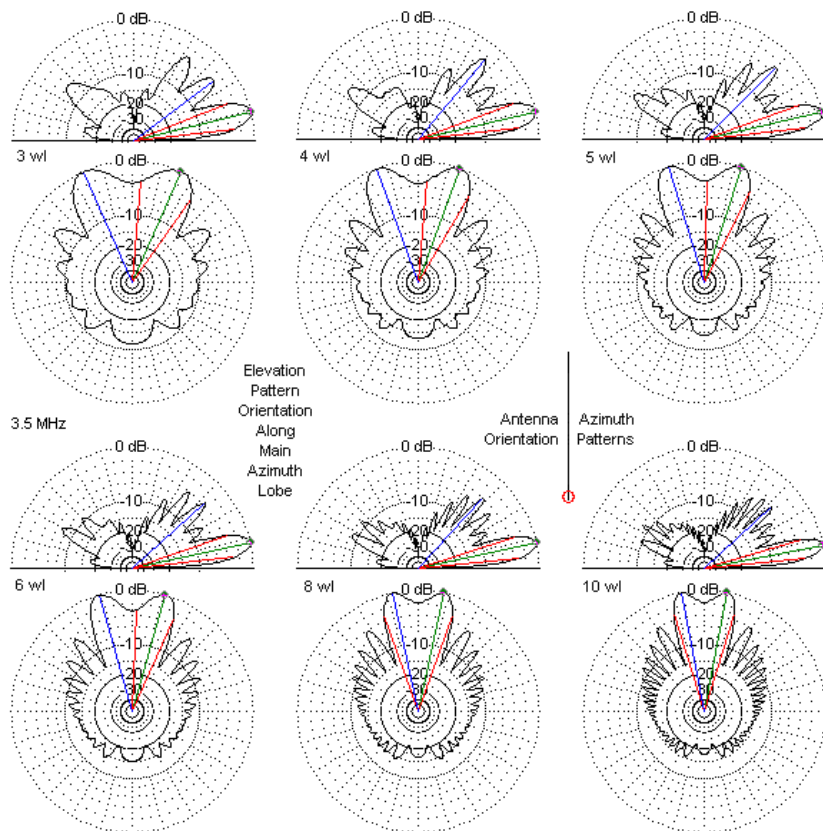 0 dB 0 dB 0 dB
-10 -10 -10
20 20 20
30 30 30
3 wl 4 wl 5 wl
0 dB 0 dB 0 dB
-10 -10 -10
-20 -20 -20
30 30 30
Elevation
Pattern
Orientation
Along
Main
Azimuth
Lobe
Antenna
Orientation
Azimuth
Patterns
3.5 MHz
0 dB 0 dB 0 dB
-10 -10 -10
20 20 20
30 30 30
6 wl 8 wl 10 wl
0 dB 0 dB 0 dB
-10 -10 -10
20 20 20
30 30 30